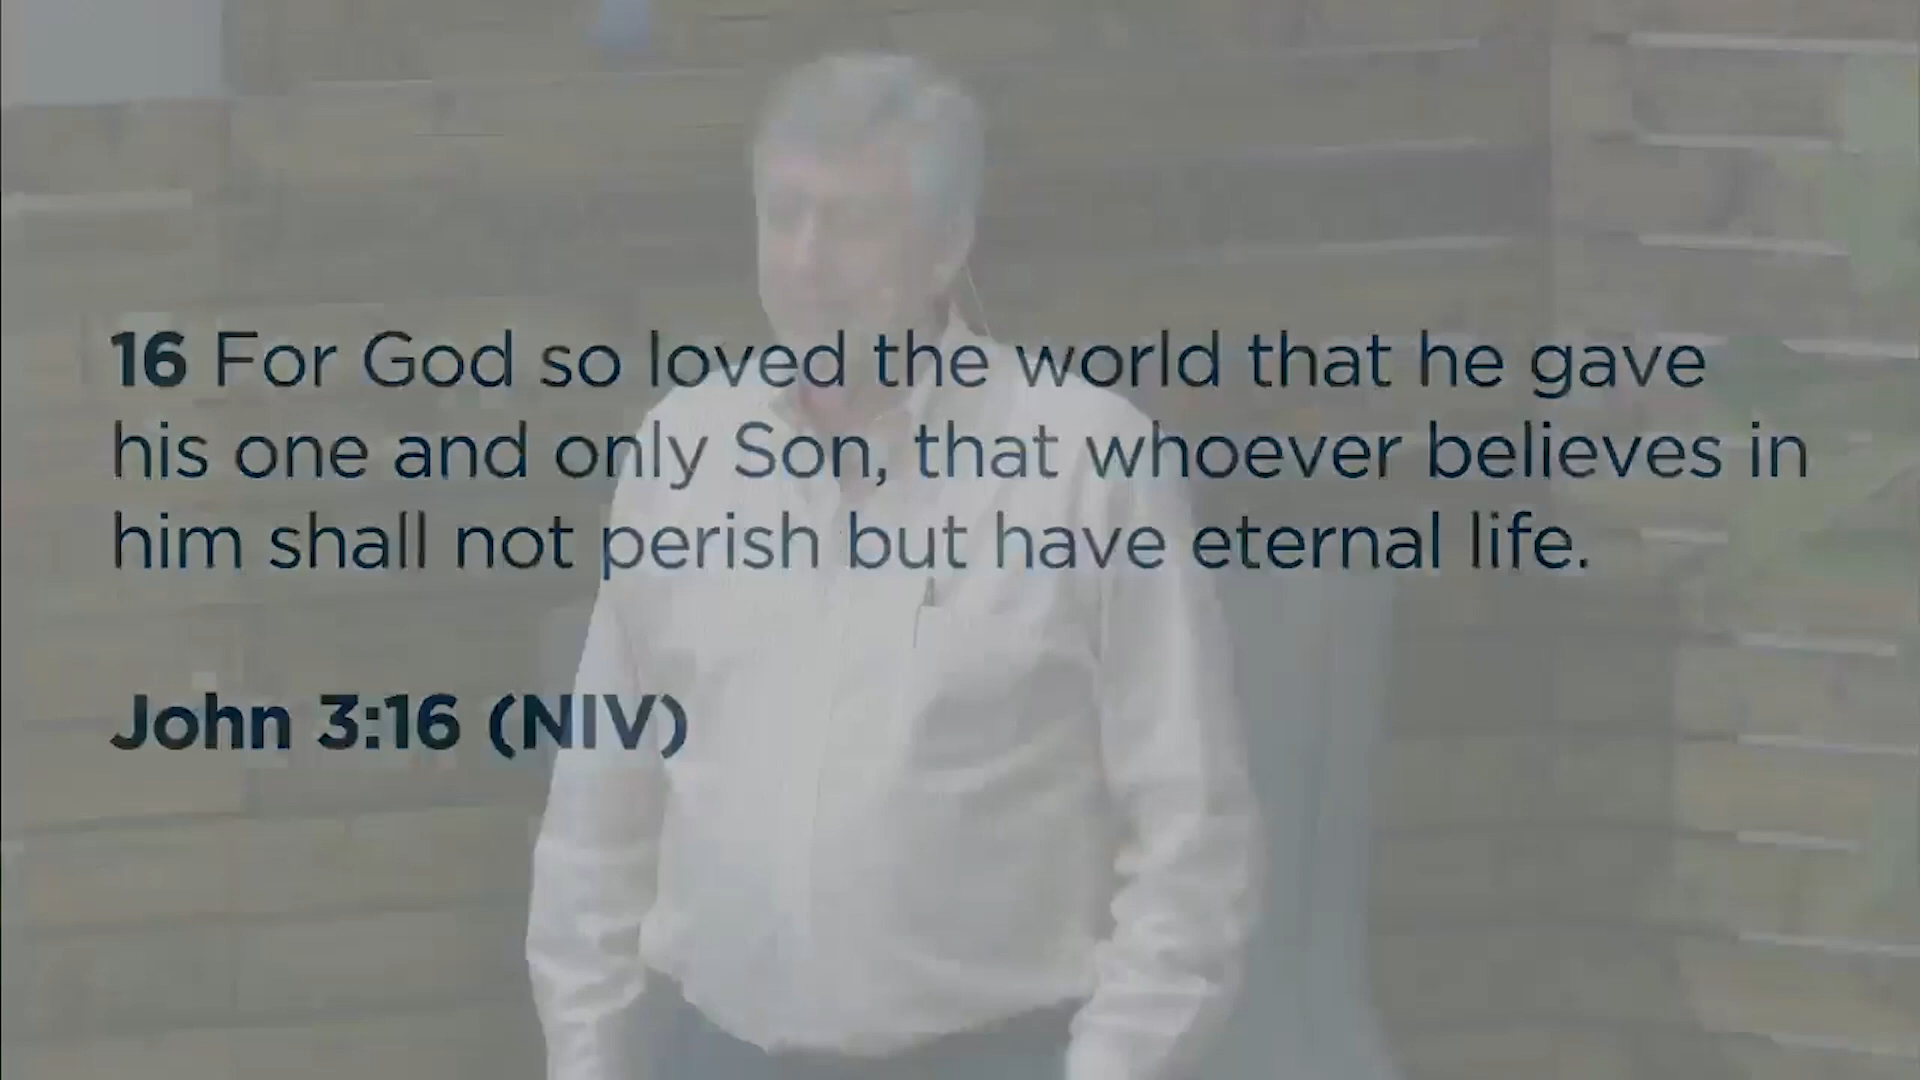 16 For God so loved the world that he gave
his one and only Son, that whoever believes in
him shall not perish but have eternal life.
John 3:16 (NIV)